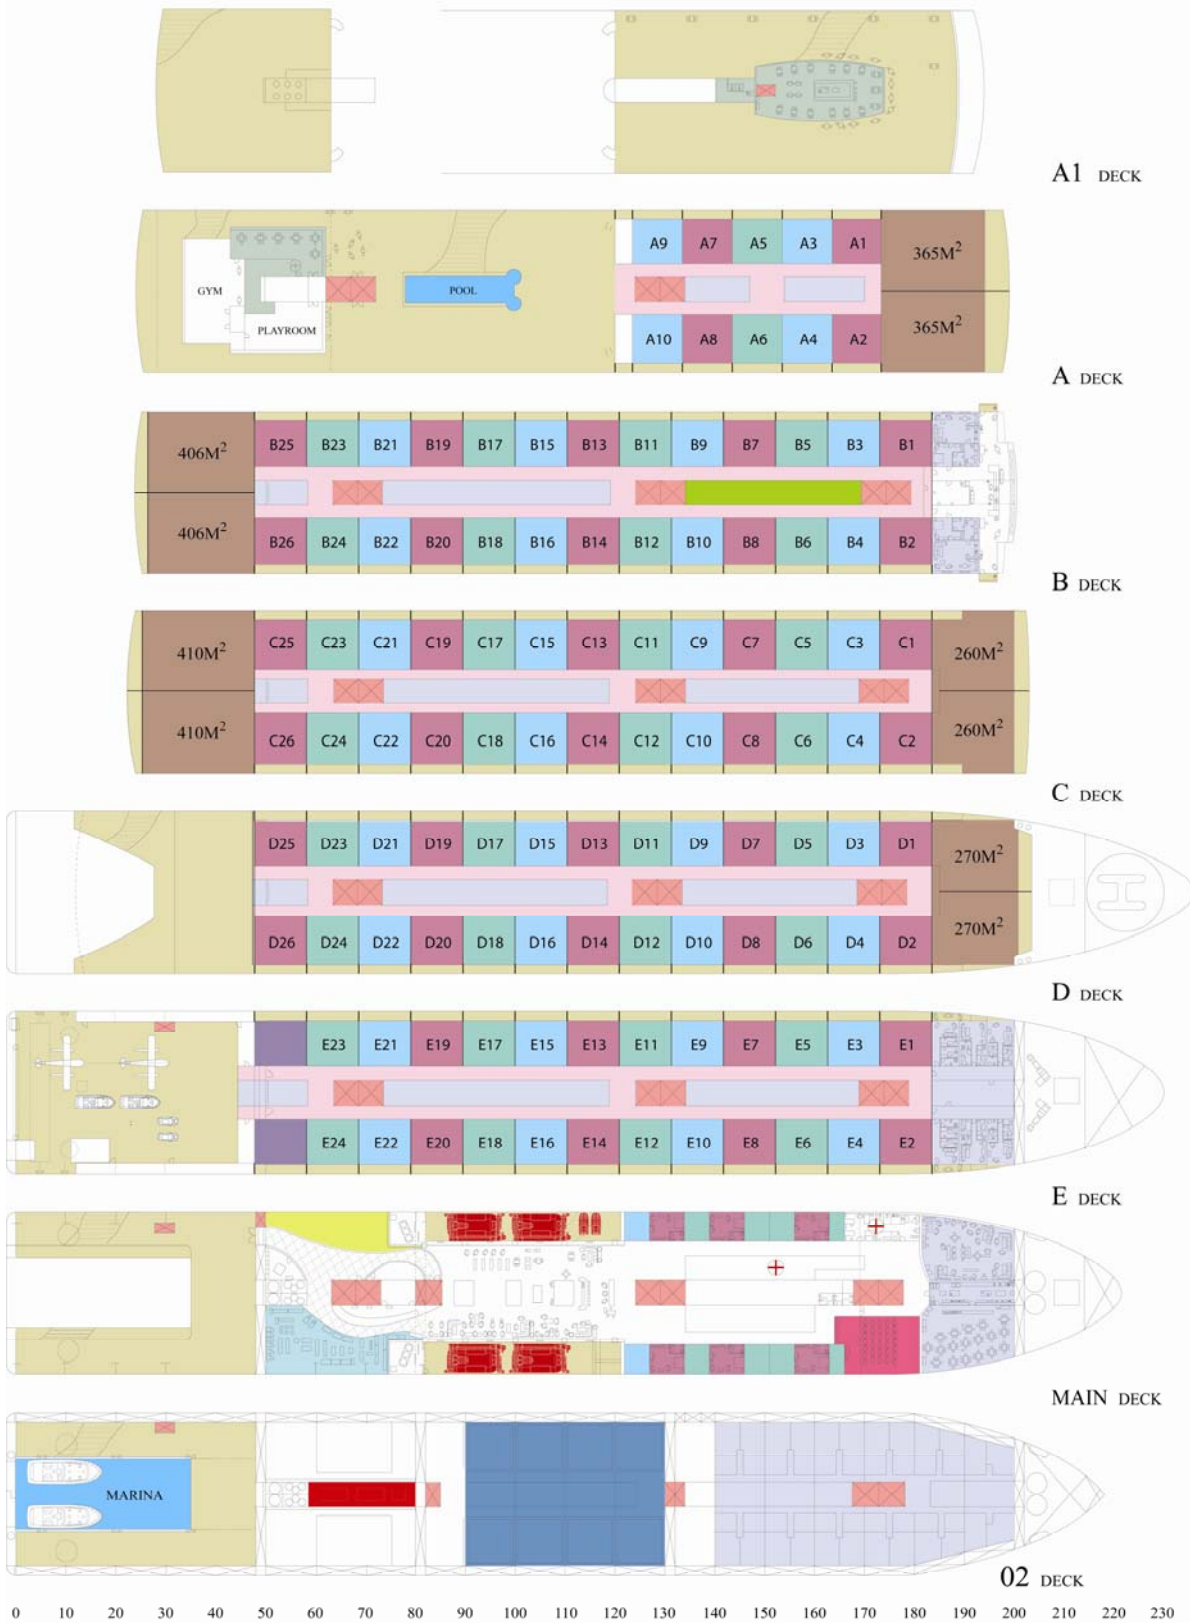 A1 DECK
A9 A7 A5 A3 A1 365M²
GYM
POOL
PLAYROOM
A10 A8 A6 A4 A2 365M²
A DECK
406M² B25 B23 B21 B19 B17 B15 B13 B11 B9 B7 B5 B3 B1
406M² B26 B24 B22 B20 B18 B16 B14 B12 B10 B8 B6 B4 B2
B DECK
410M² C25 C23 C21 C19 C17 C15 C13 C11 C9 C7 C5 C3 C1 260M²
410M² C26 C24 C22 C20 C18 C16 C14 C12 C10 C8 C6 C4 C2 260M²
C DECK
D25 D23 D21 D19 D17 D15 D13 D11 D9 D7 D5 D3 D1 270M²
H
D26 D24 D22 D20 D18 D16 D14 D12 D10 D8 D6 D4 D2 270M²
D DECK
E23 E21 E19 E17 E15 E13 E11 E9 E7 E5 E3 E1
E24 E22 E20 E18 E16 E14 E12 E10 E8 E6 E4 E2
E DECK
MAIN DECK
MARINA
02 DECK
0 10 20 30 40 50 60 70 80 90 100 110 120 130 140 150 160 170 180 190 200 210 220 230